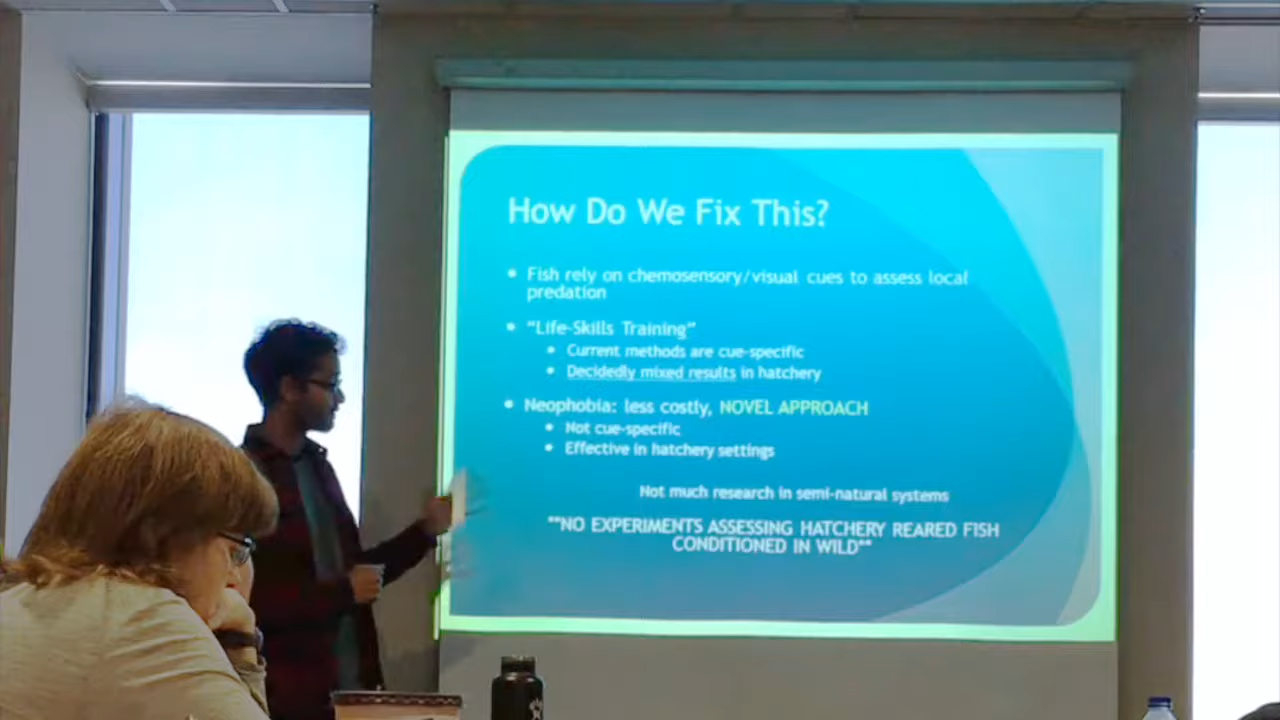 How Do We Fix This?
• Fish rely on chemosensory/visual cues to assess local
predation
• "Life-Skills Training"
• Current methods are cue-specific
• Decidedly mixed results in hatchery
• Neophobia: less costly, NOVEL APPROACH
• Not cue-specific
• Effective in hatchery settings
Not much research in semi-natural systems
**NO EXPERIMENTS ASSESSING HATCHERY REARED FISH
CONDITIONED IN WILD**